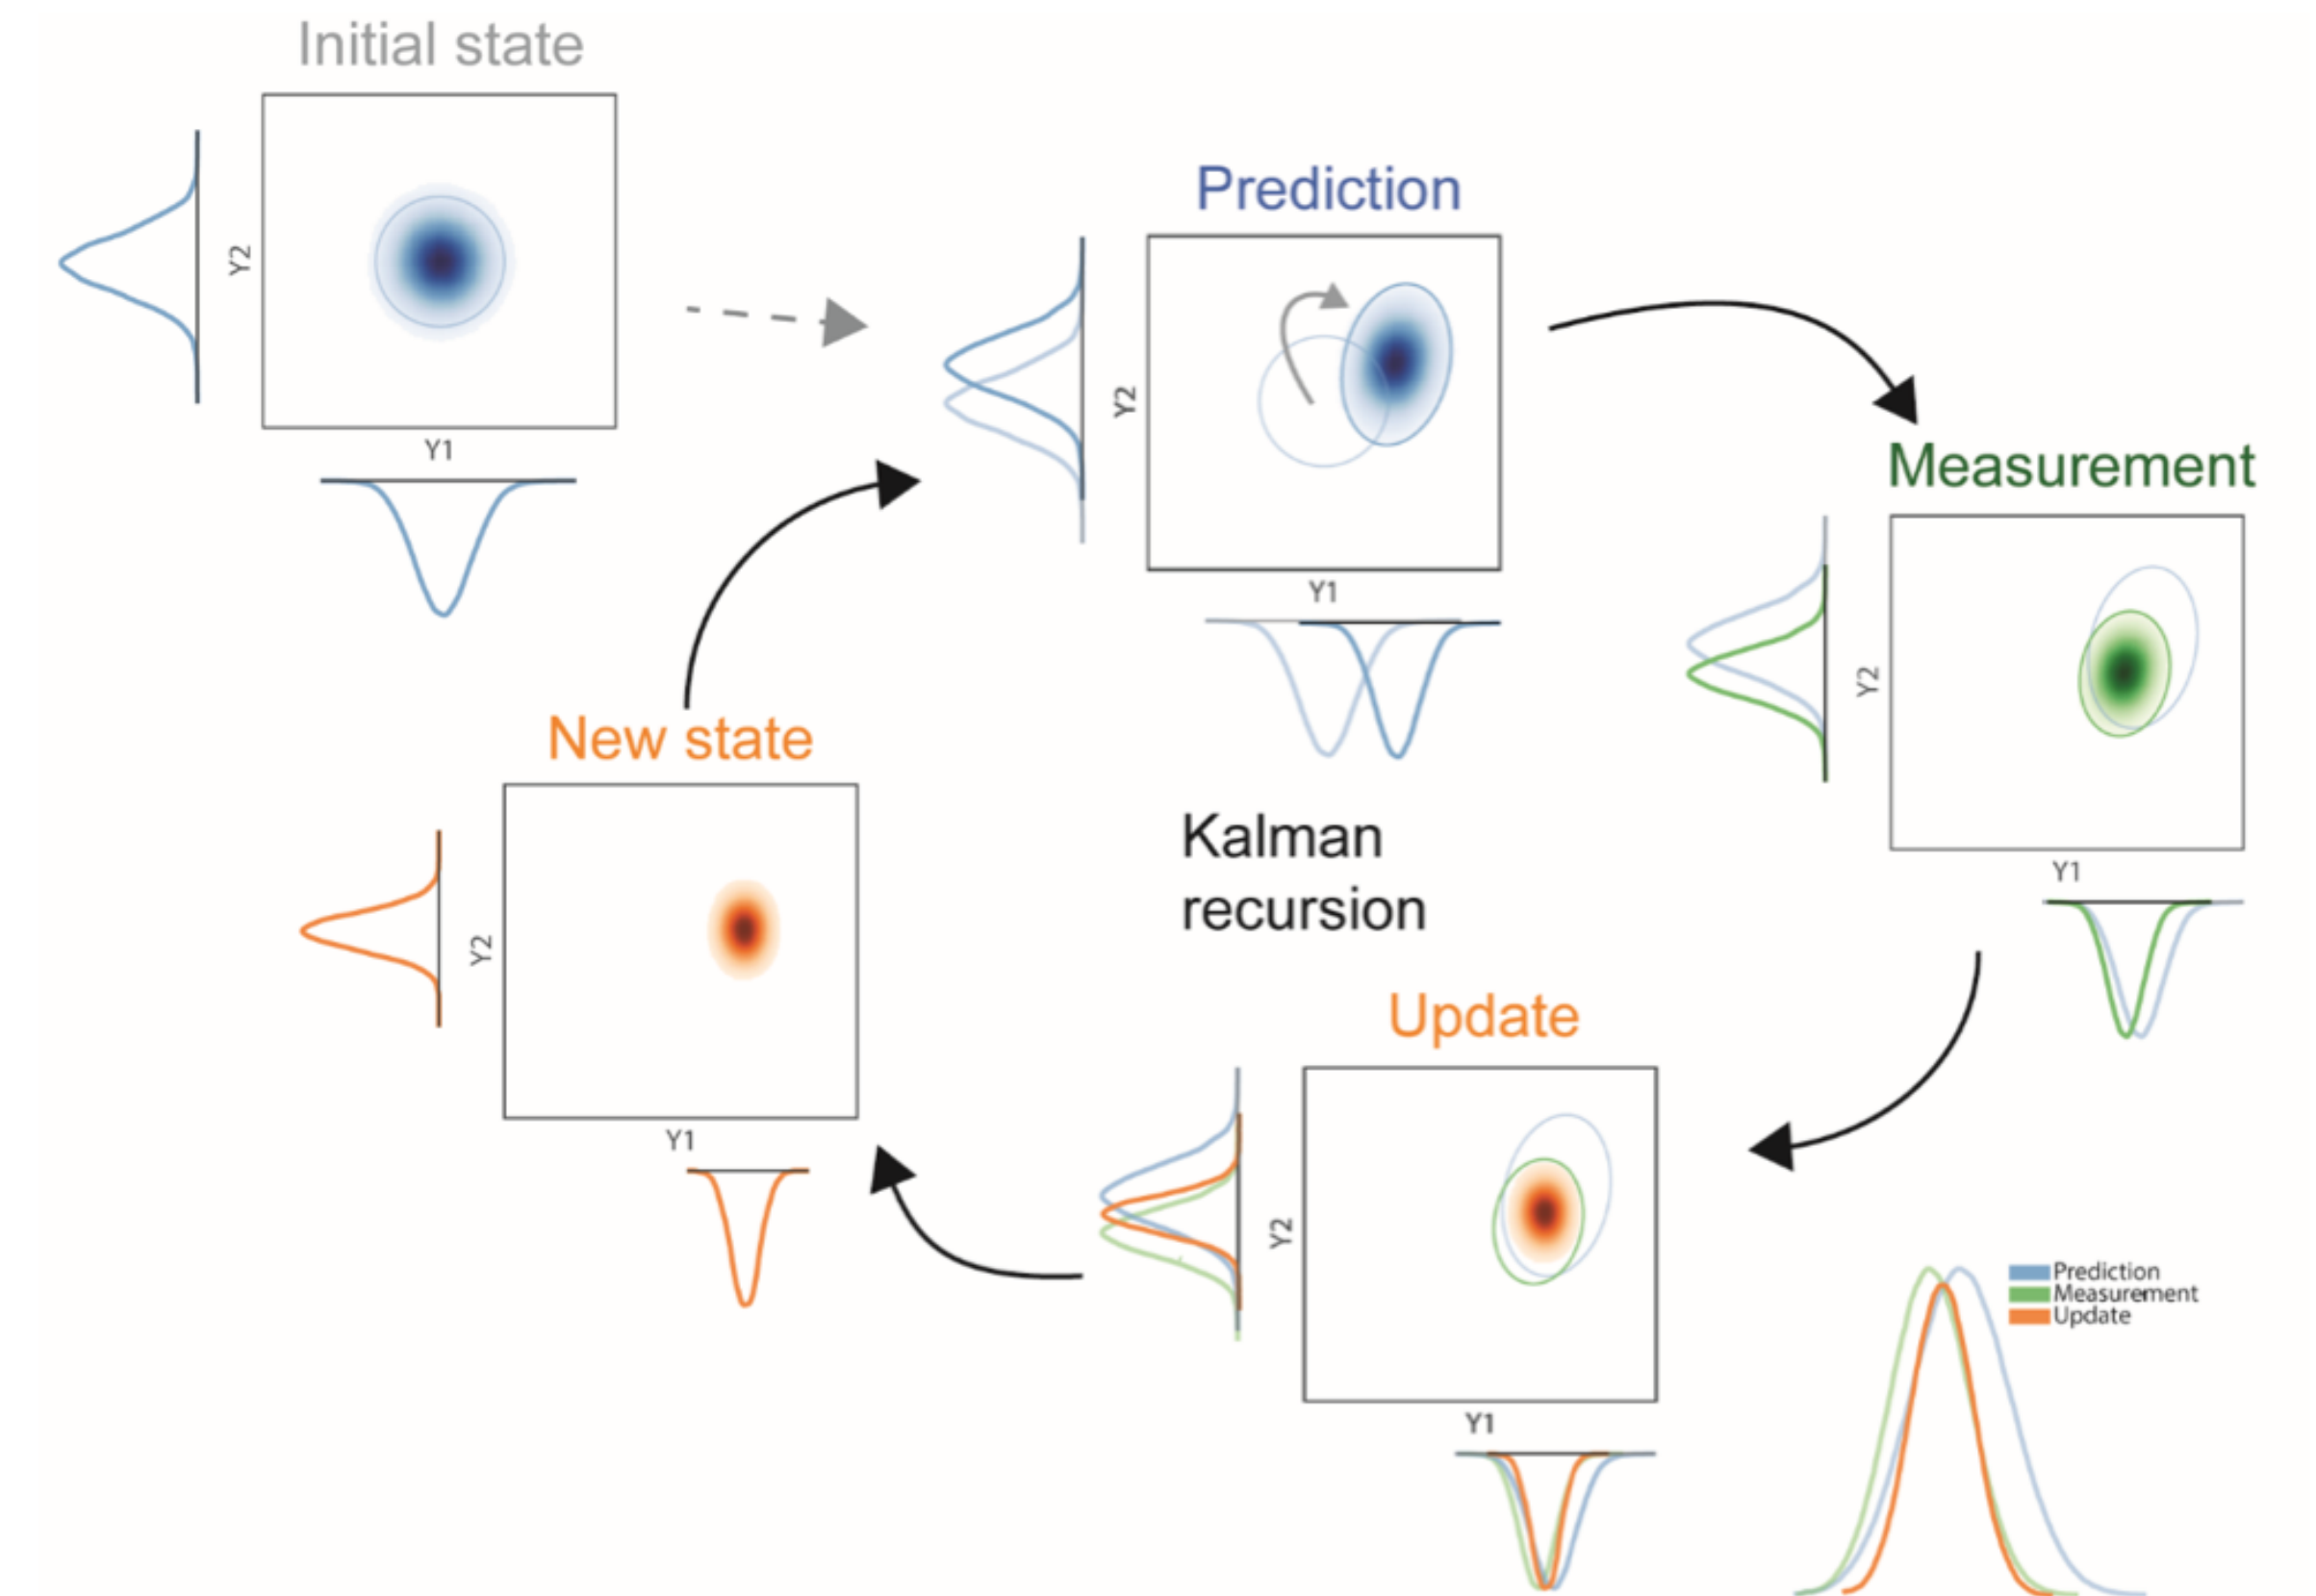 Initial state
Y2
Y1
Prediction
Y2
Y1
Measurement
Y2
Y1
New state
Y2
Y1
Kalman
recursion
Update
Y2
Y1
Prediction
Measurement
Update